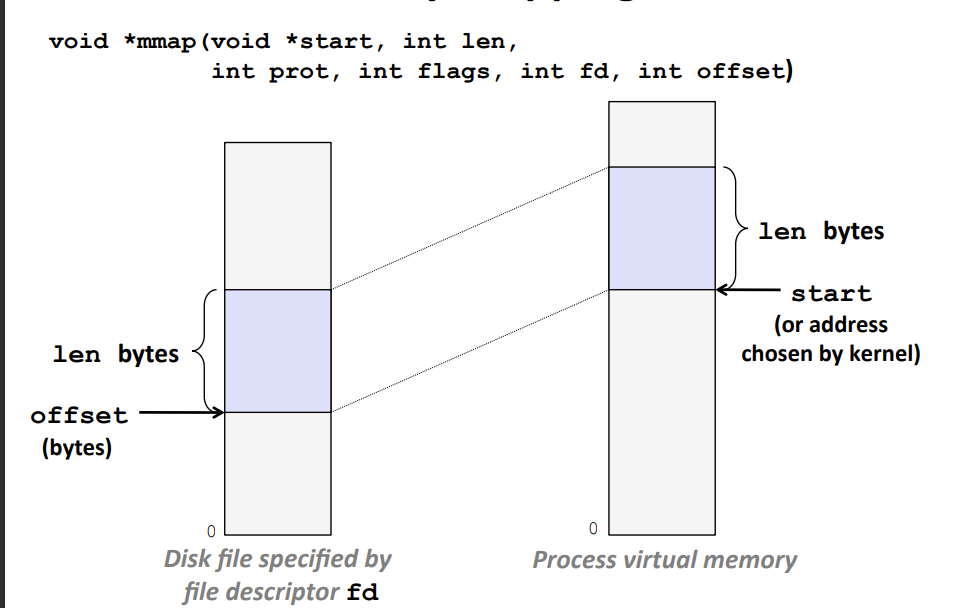 void *mmap(void *start, int len,
int prot, int flags, int fd, int offset)
len bytes
start
(or address
chosen by kernel)
len bytes
offset
(bytes)
0
0
Disk file specified by
file descriptor fd
Process virtual memory